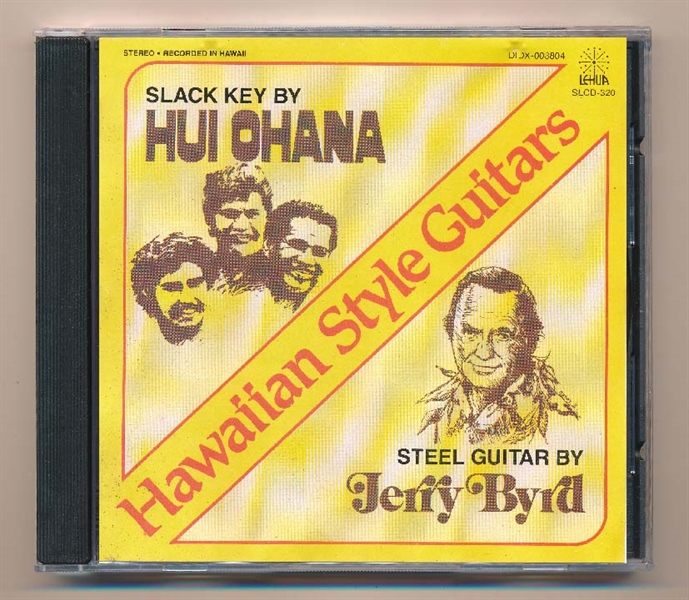 STEREO • RECORDED IN HAWAII
DIDX-003804
LEHUA
SLCD-320
SLACK KEY BY
HUI OHANA
Hawaiian Style Guitars
STEEL GUITAR BY
Jerry Byrd